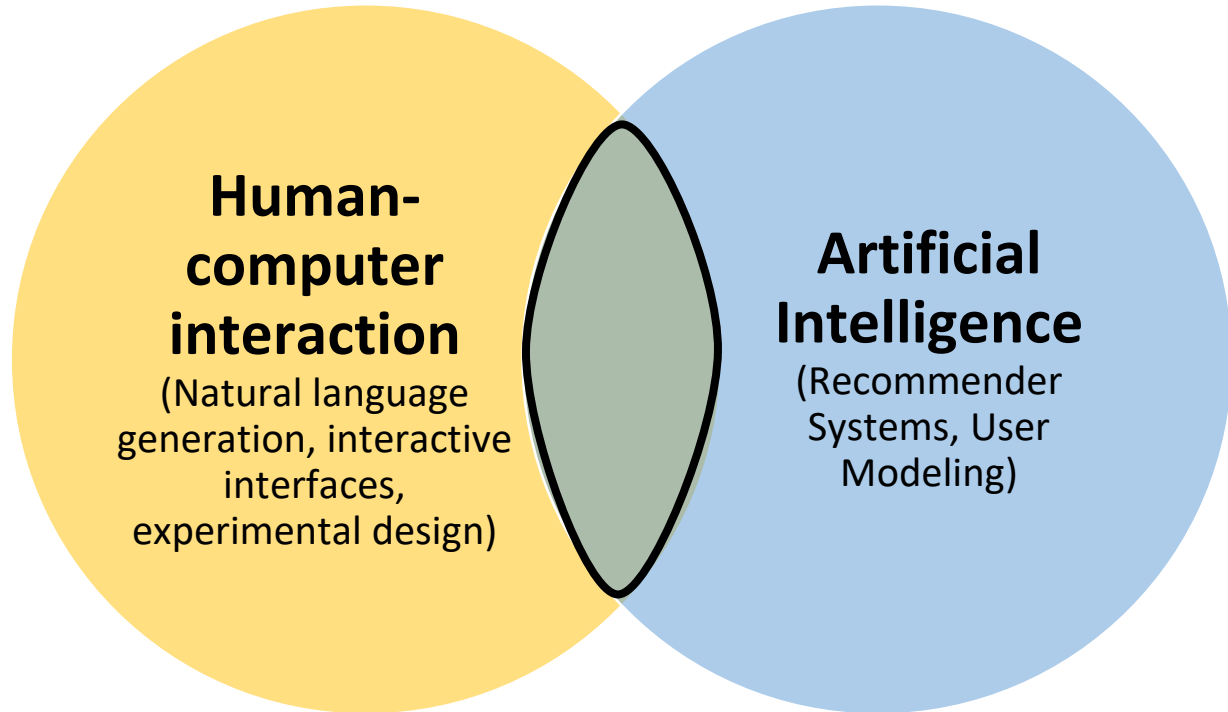 Human-
computer
interaction
(Natural language
generation, interactive
interfaces,
experimental design)
Artificial
Intelligence
(Recommender
Systems, User
Modeling)